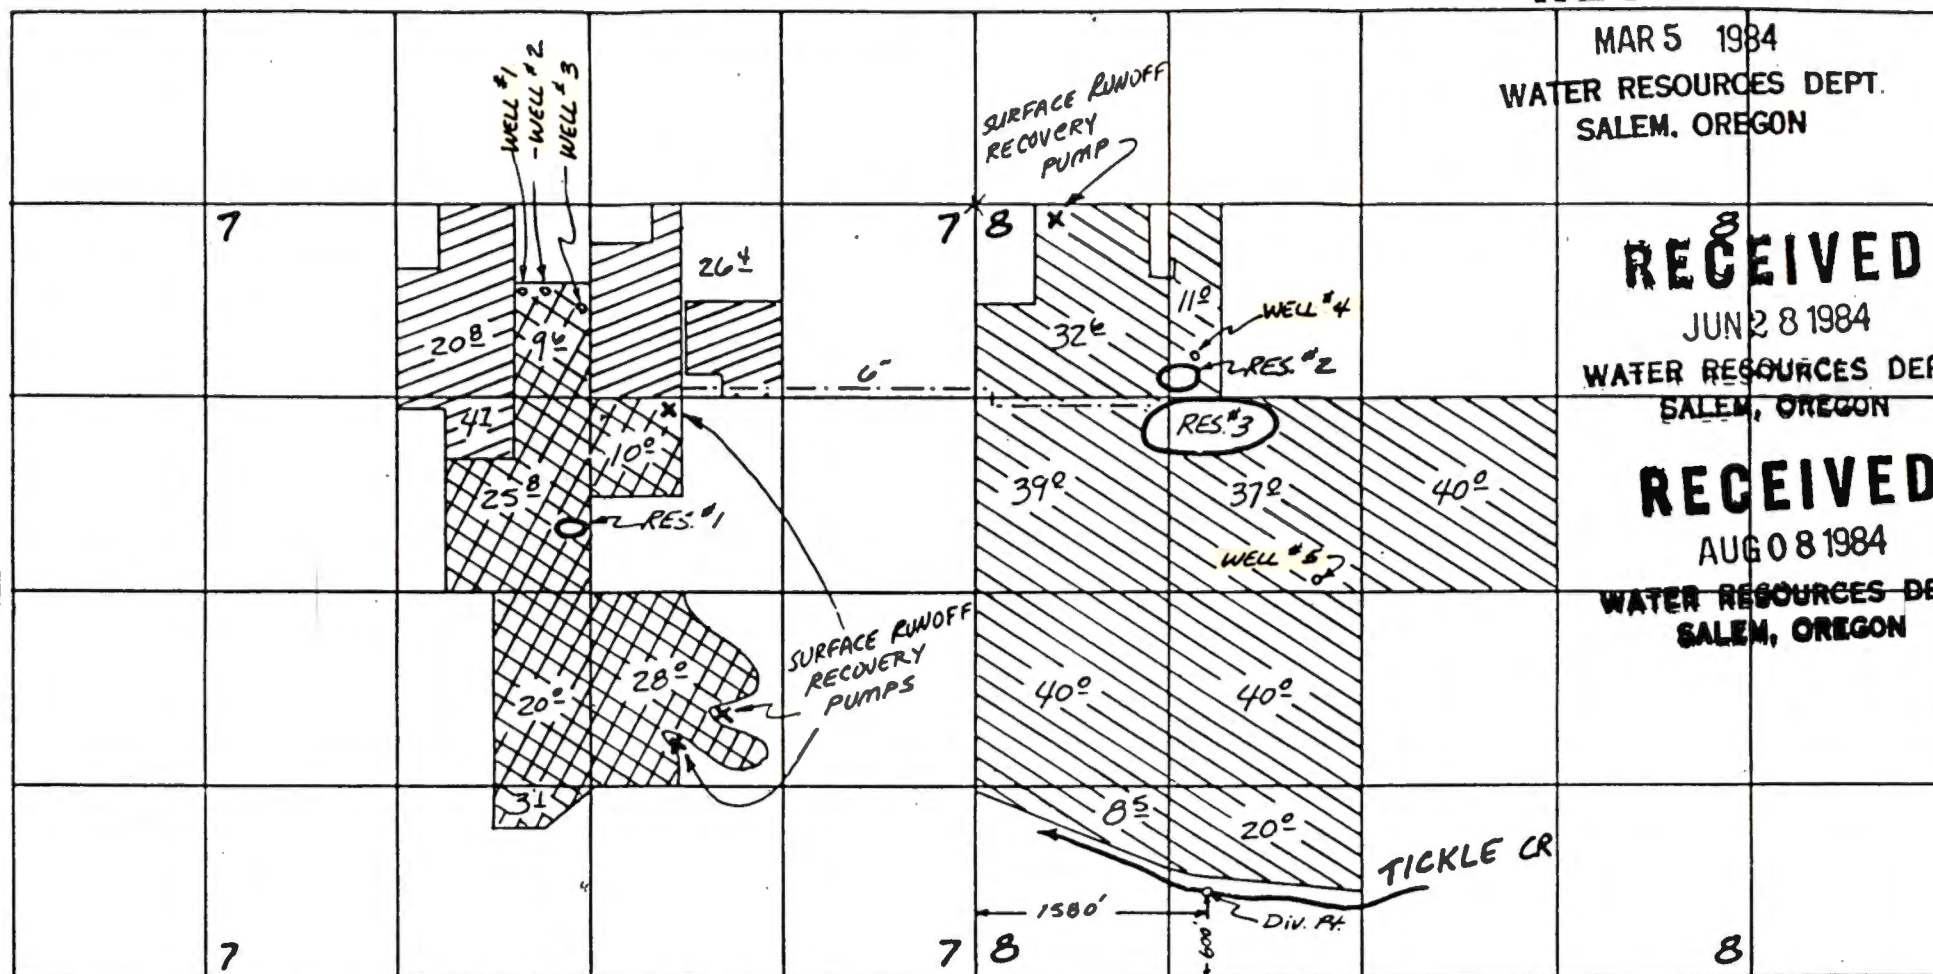 MAR 5 1984
WATER RESOURCES DEPT.
SALEM, OREGON
WELL #1
WELL #2
WELL #3
SURFACE RUNOFF
RECOVERY
PUMP
7
7
8
8
RECEIVED
JUN 28 1984
WATER RESOURCES DEP
SALEM, OREGON
RECEIVED
AUG 08 1984
WATER RESOURCES DE
SALEM, OREGON
26 4
20 8
9 6
32 6
11 0
WELL #4
RES. #2
6"
41
10 0
25 8
RES. #1
RES. #3
39 0
37 0
40 0
WELL #5
SURFACE RUNOFF
RECOVERY
PUMPS
28 0
20 0
40 0
40 0
31
8 5
20 0
TICKLE CR
1580'
600'
Div. Pt.
7
7
8
8